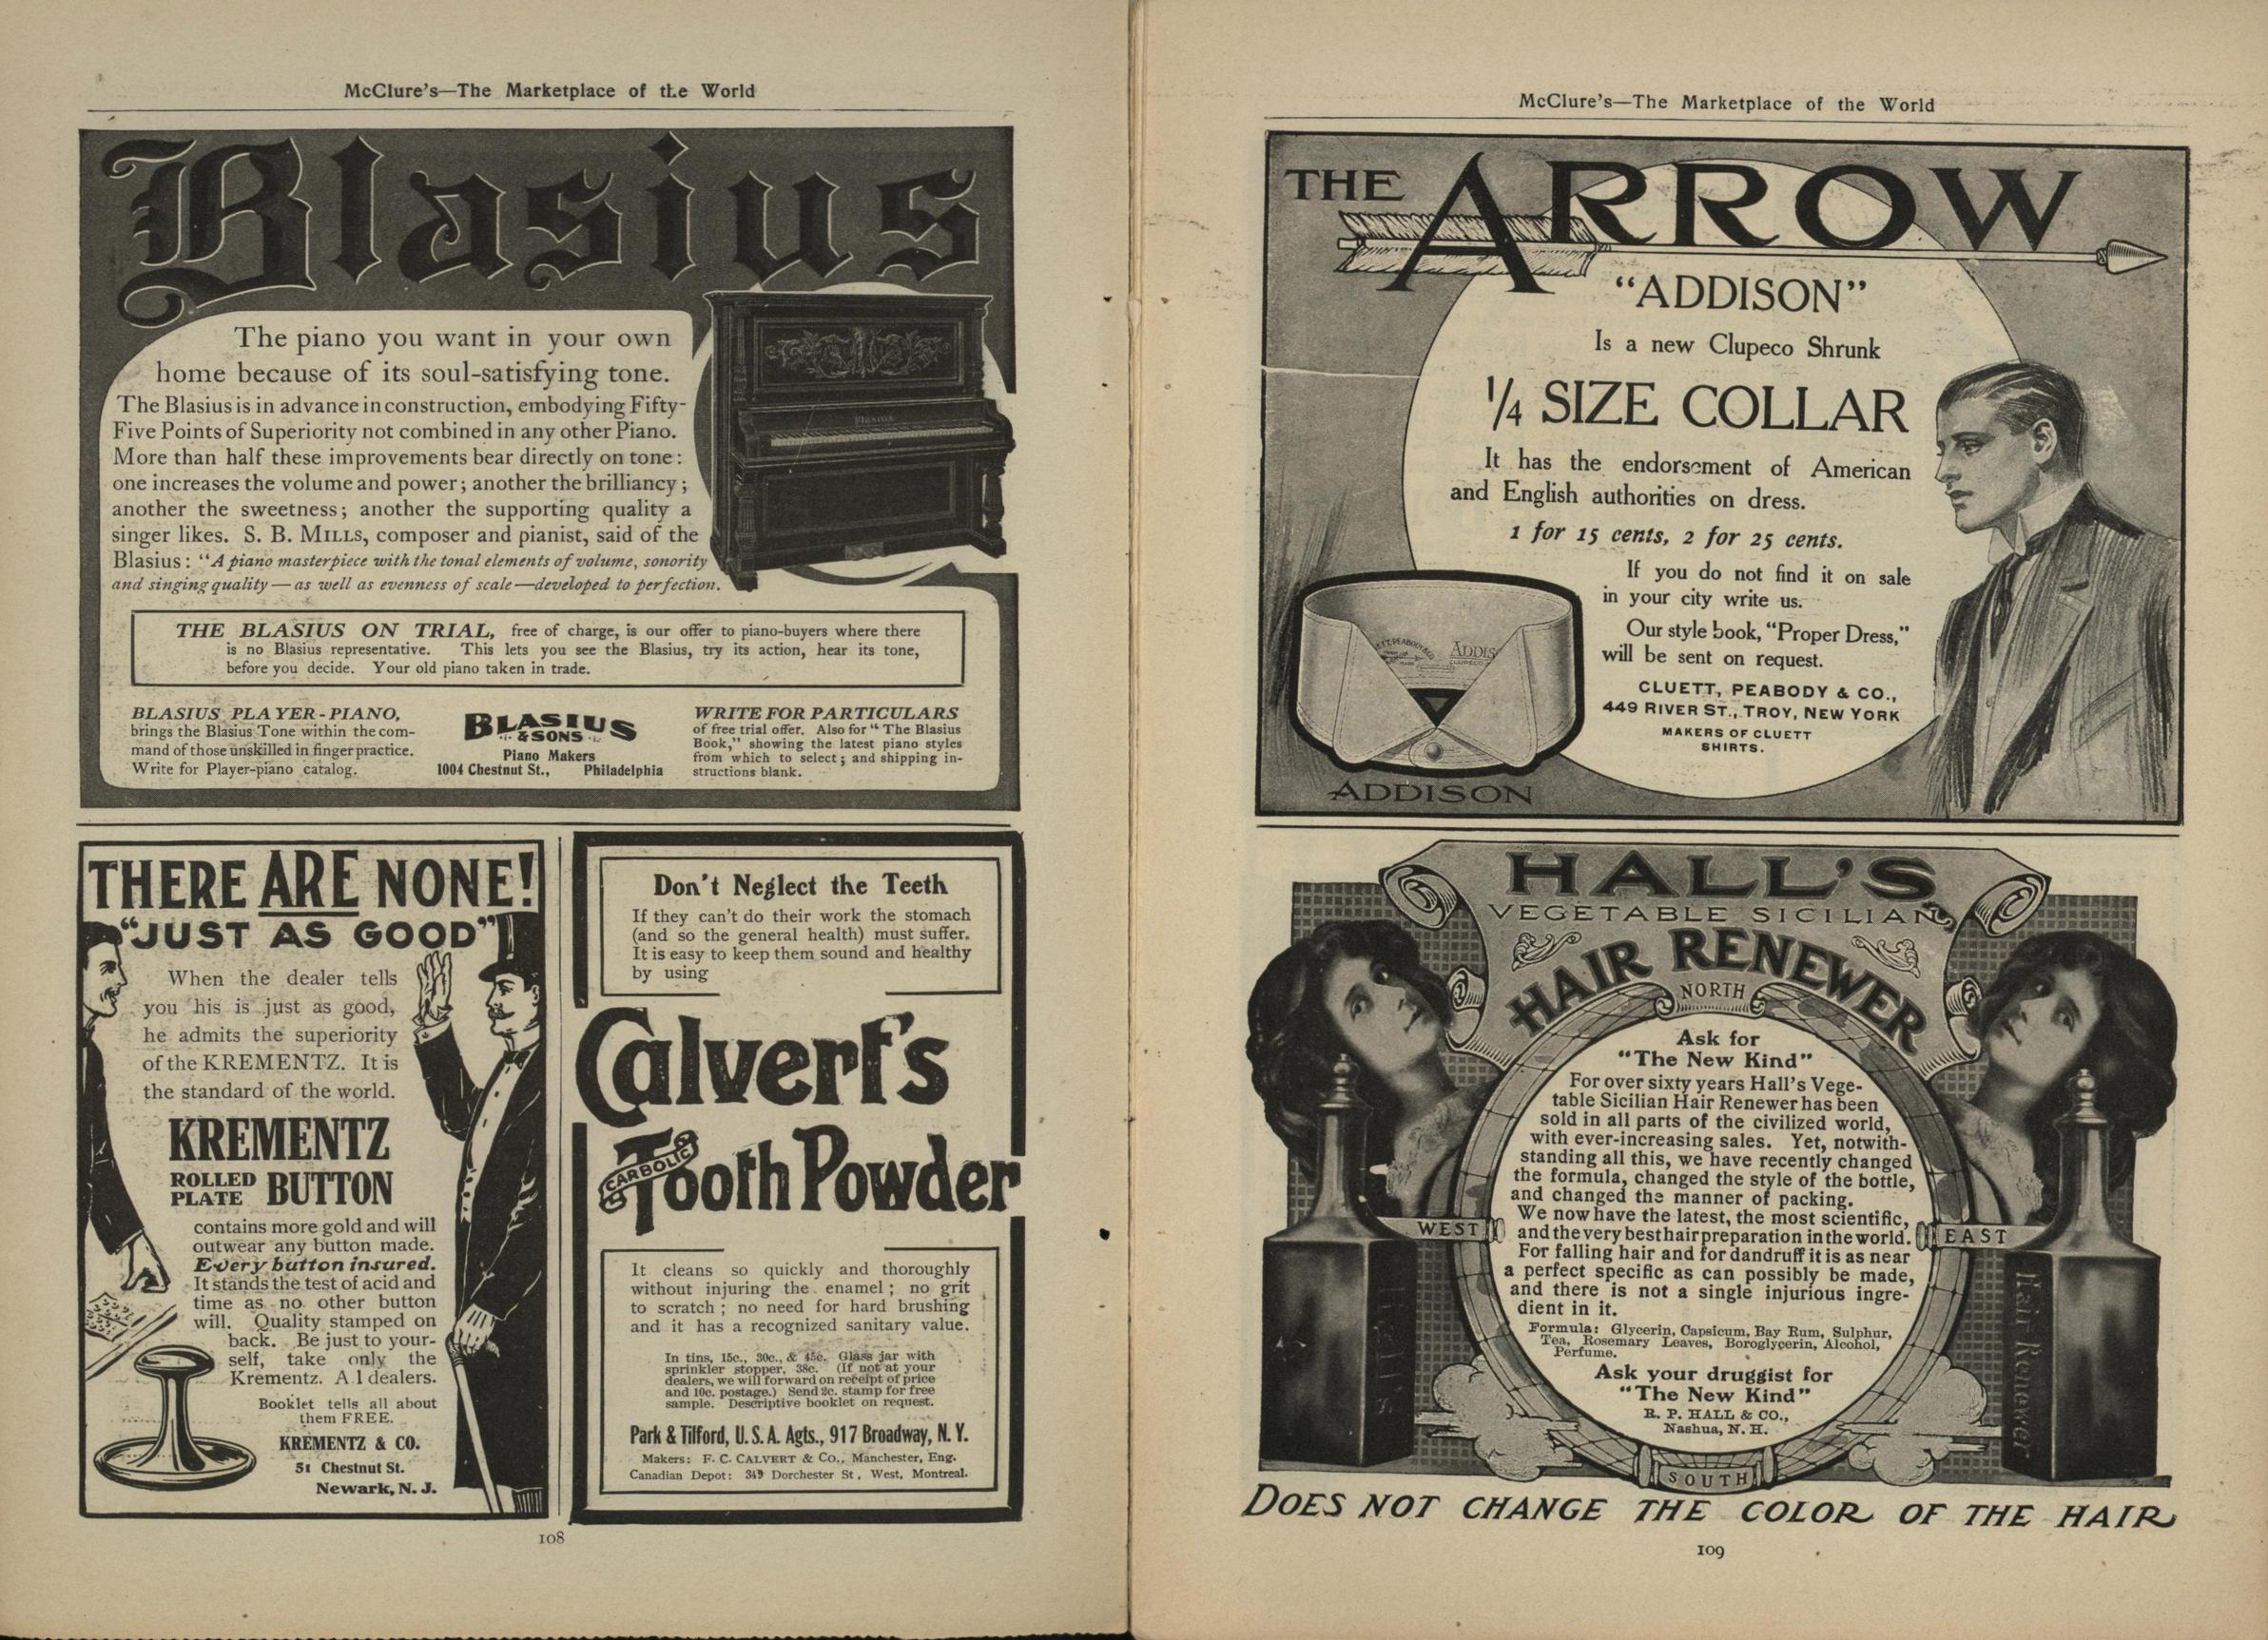 McClure's—The Marketplace of the World
Blasius
The piano you want in your own
home because of its soul-satisfying tone.
The Blasius is in advance in construction, embodying Fifty-
Five Points of Superiority not combined in any other Piano.
More than half these improvements bear directly on tone:
one increases the volume and power; another the brilliancy;
another the sweetness; another the supporting quality a
singer likes. S. B. MILLS, composer and pianist, said of the
Blasius: "A piano masterpiece with the tonal elements of volume, sonority
and singing quality—as well as evenness of scale—developed to perfection.
BLASIUS
THE BLASIUS ON TRIAL, free of charge, is our offer to piano-buyers where there
is no Blasius representative. This lets you see the Blasius, try its action, hear its tone,
before you decide. Your old piano taken in trade.
BLASIUS PLAYER-PIANO,
brings the Blasius Tone within the com-
mand of those unskilled in finger practice.
Write for Player-piano catalog.
BLASIUS
& SONS
Piano Makers
1004 Chestnut St., Philadelphia
WRITE FOR PARTICULARS
of free trial offer. Also for "The Blasius
Book," showing the latest piano styles
from which to select; and shipping in-
structions blank.
THERE ARE NONE!
"JUST AS GOOD"
When the dealer tells
you his is just as good,
he admits the superiority
of the KREMENTZ. It is
the standard of the world.
KREMENTZ
ROLLED
PLATE BUTTON
contains more gold and will
outwear any button made.
Every button insured.
It stands the test of acid and
time as no other button
will. Quality stamped on
back. Be just to your-
self, take only the
Krementz. A l dealers.
Booklet tells all about
them FREE.
KREMENTZ & CO.
51 Chestnut St.
Newark, N. J.
Don't Neglect the Teeth
If they can't do their work the stomach
(and so the general health) must suffer.
It is easy to keep them sound and healthy
by using
Calvert's
CARBOLIC
Tooth Powder
It cleans so quickly and thoroughly
without injuring the enamel; no grit
to scratch; no need for hard brushing
and it has a recognized sanitary value.
In tins, 15c., 30c., & 45c. Glass jar with
sprinkler stopper, 38c. (If not at your
dealers, we will forward on receipt of price
and 10c. postage.) Send 2c. stamp for free
sample. Descriptive booklet on request.
Park & Tilford, U. S. A. Agts., 917 Broadway, N. Y.
Makers: F. C. CALVERT & Co., Manchester, Eng.
Canadian Depot: 349 Dorchester St. West, Montreal.
108
McClure's—The Marketplace of the World
THE ARROW
"ADDISON"
Is a new Clupeco Shrunk
1/4 SIZE COLLAR
It has the endorsement of American
and English authorities on dress.
1 for 15 cents, 2 for 25 cents.
If you do not find it on sale
in your city write us.
Our style book, "Proper Dress,"
will be sent on request.
CLUETT, PEABODY & CO.,
449 RIVER ST., TROY, NEW YORK
MAKERS OF CLUETT
SHIRTS.
ADDIS
ADDISON
HALL'S
VEGETABLE SICILIAN
HAIR RENEWER
NORTH
Ask for
"The New Kind"
For over sixty years Hall's Vege-
table Sicilian Hair Renewer has been
sold in all parts of the civilized world,
with ever-increasing sales. Yet, notwith-
standing all this, we have recently changed
the formula, changed the style of the bottle,
and changed the manner of packing.
We now have the latest, the most scientific,
and the very best hair preparation in the world.
For falling hair and for dandruff it is as near
a perfect specific as can possibly be made,
and there is not a single injurious ingre-
dient in it.
Formula: Glycerin, Capsicum, Bay Rum, Sulphur,
Tea, Rosemary Leaves, Boroglycerin, Alcohol,
Perfume.
Ask your druggist for
"The New Kind"
R. P. HALL & CO.,
Nashua, N. H.
WEST
EAST
HALL'S
Hair Renewer
SOUTH
DOES NOT CHANGE THE COLOR OF THE HAIR
109